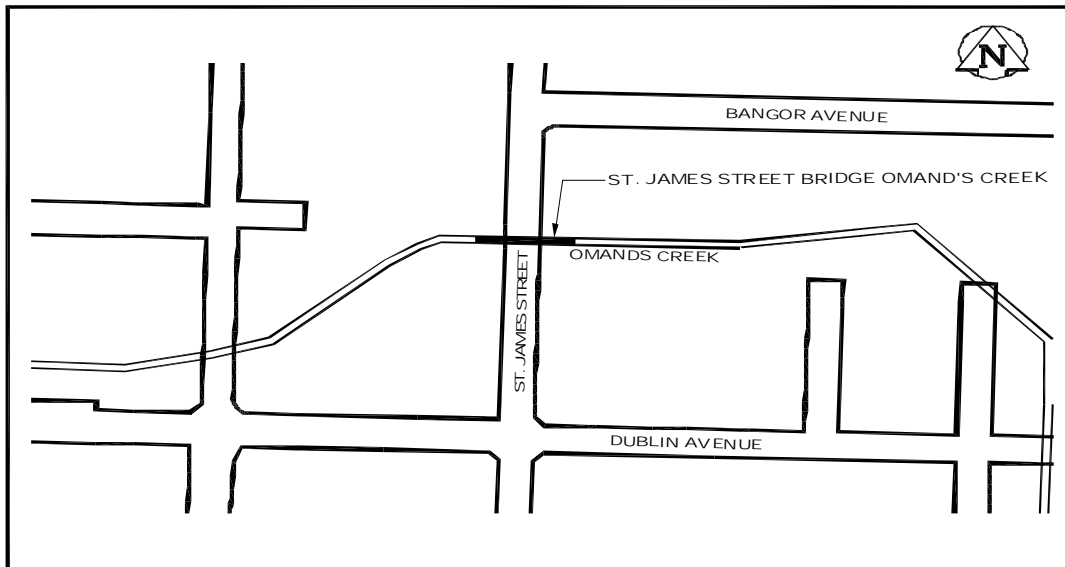 N
BANGOR AVENUE
ST. JAMES STREET BRIDGE OMAND'S CREEK
OMANDS CREEK
ST. JAMES STREET
DUBLIN AVENUE